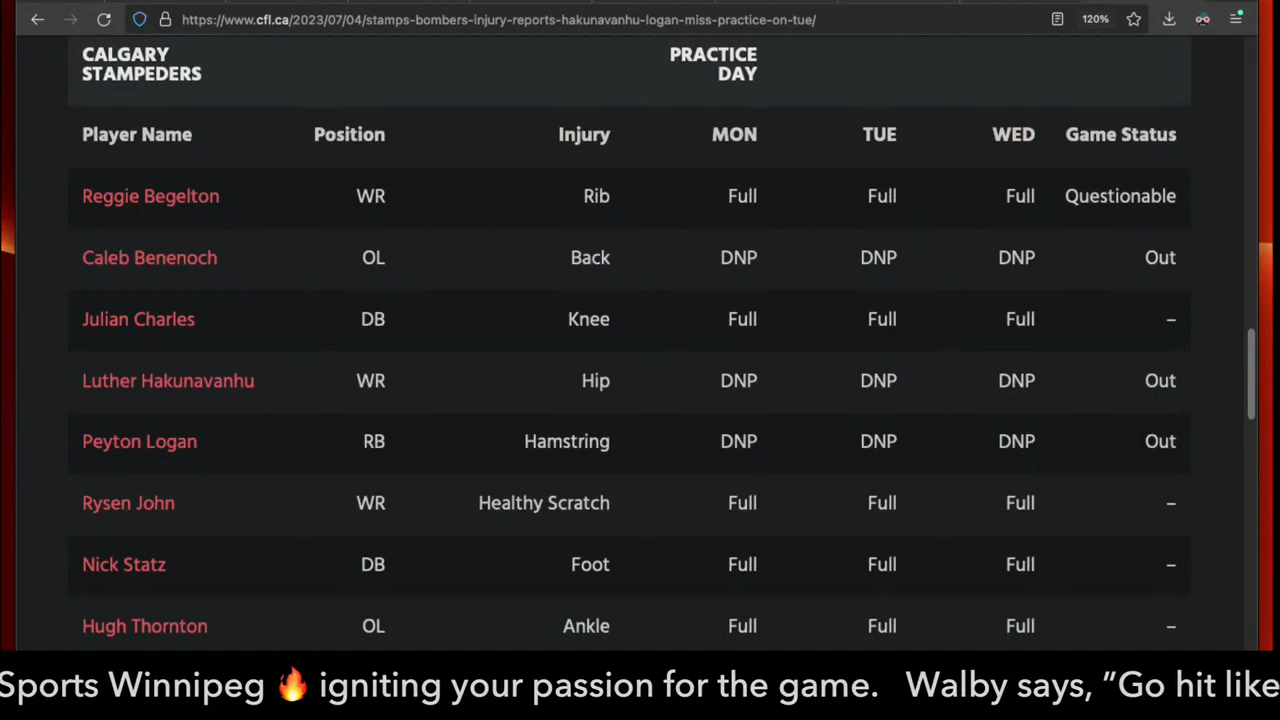 https://www.cfl.ca/2023/07/04/stamps-bombers-injury-reports-hakunavanhu-logan-miss-practice-on-tue/ 120%
CALGARY STAMPEDERS PRACTICE DAY
Player Name Position Injury MON TUE WED Game Status
Reggie Begelton WR Rib Full Full Full Questionable
Caleb Benenoch OL Back DNP DNP DNP Out
Julian Charles DB Knee Full Full Full –
Luther Hakunavanhu WR Hip DNP DNP DNP Out
Peyton Logan RB Hamstring DNP DNP DNP Out
Rysen John WR Healthy Scratch Full Full Full –
Nick Statz DB Foot Full Full Full –
Hugh Thornton OL Ankle Full Full Full –
Sports Winnipeg 🔥 igniting your passion for the game. Walby says, ”Go hit like